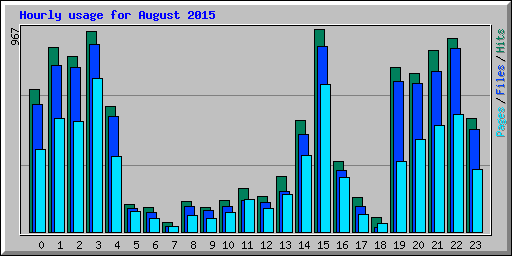 Hourly usage for August 2015
967
Pages/Files/Hits
0 1 2 3 4 5 6 7 8 9 10 11 12 13 14 15 16 17 18 19 20 21 22 23